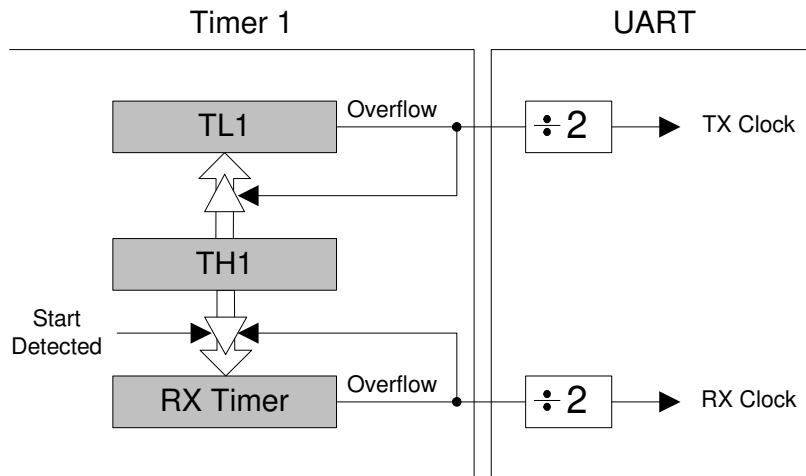 Timer 1
UART
TL1
Overflow
÷ 2
TX Clock
TH1
Start
Detected
RX Timer
Overflow
÷ 2
RX Clock